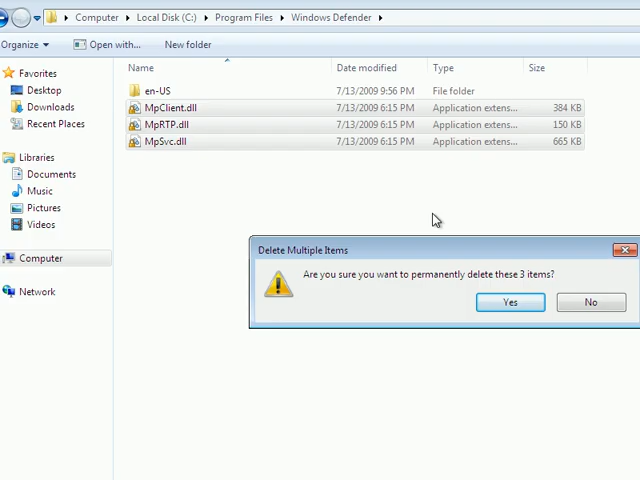 Computer Local Disk (C:) Program Files Windows Defender
Organize Open with... New folder
Name Date modified Type Size
Favorites
Desktop
Downloads
Recent Places
Libraries
Documents
Music
Pictures
Videos
Computer
Network
en-US 7/13/2009 9:56 PM File folder
MpClient.dll 7/13/2009 6:15 PM Application extens... 384 KB
MpRTP.dll 7/13/2009 6:15 PM Application extens... 150 KB
MpSvc.dll 7/13/2009 6:15 PM Application extens... 665 KB
Delete Multiple Items
Are you sure you want to permanently delete these 3 items?
Yes No